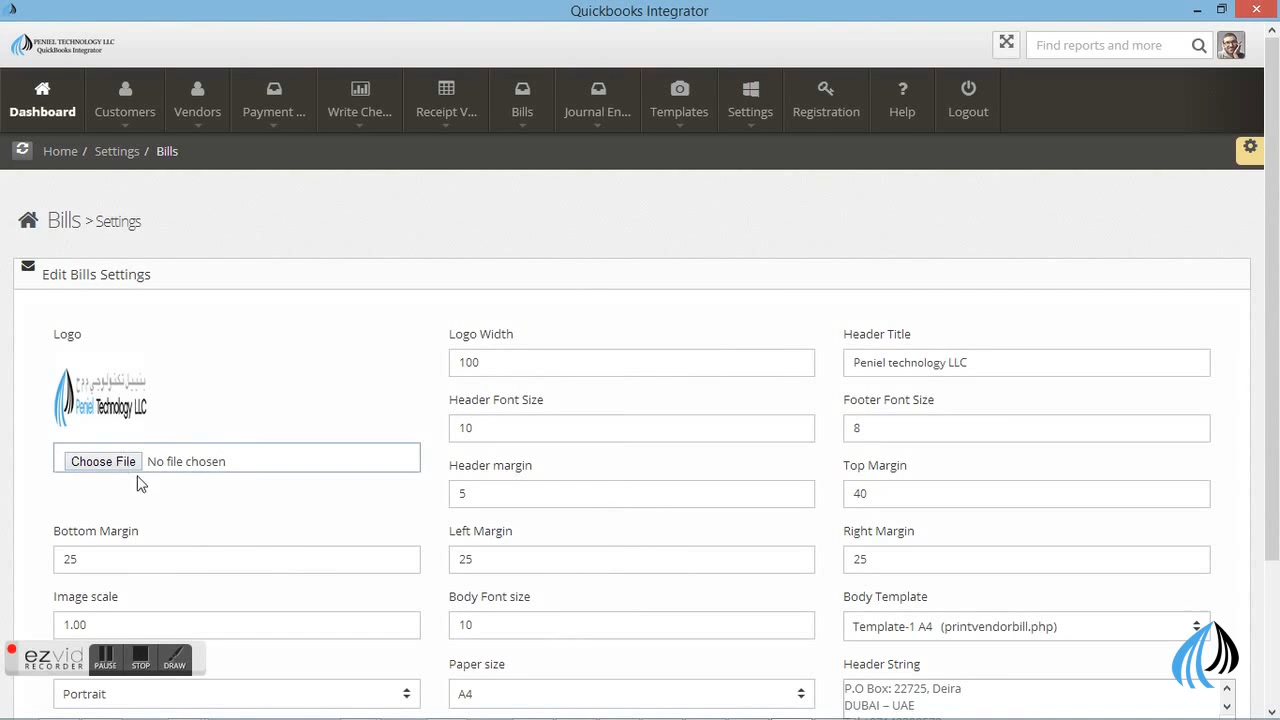 Quickbooks Integrator
PENIEL TECHNOLOGY LLC
QuickBooks Integrator
Find reports and more
Dashboard
Customers
Vendors
Payment ...
Write Che...
Receipt V...
Bills
Journal En...
Templates
Settings
Registration
Help
Logout
Home / Settings / Bills
Bills > Settings
Edit Bills Settings
Logo
Logo Width
Header Title
100
Peniel technology LLC
بنييل تكنولوجي ذ م م
Peniel Technology LLC
Header Font Size
Footer Font Size
10
8
Choose File No file chosen
Header margin
Top Margin
5
40
Bottom Margin
Left Margin
Right Margin
25
25
25
Image scale
Body Font size
Body Template
1.00
10
Template-1 A4 (printvendorbill.php)
ezvid
RECORDER
PAUSE
STOP
DRAW
Paper size
Header String
Portrait
A4
P.O Box: 22725, Deira
DUBAI – UAE